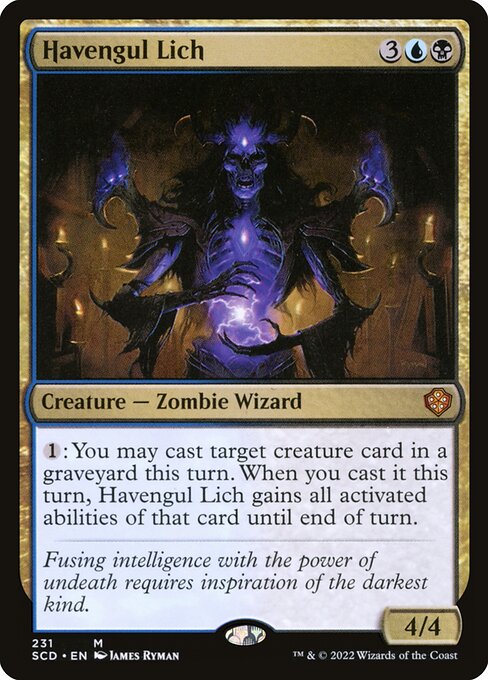 Havengul Lich 3
Creature — Zombie Wizard
1: You may cast target creature card in a
graveyard this turn. When you cast it this
turn, Havengul Lich gains all activated
abilities of that card until end of turn.
Fusing intelligence with the power of
undeath requires inspiration of the darkest
kind.
4/4
231 M
SCD • EN JAMES RYMAN
™ & © 2022 Wizards of the Coast